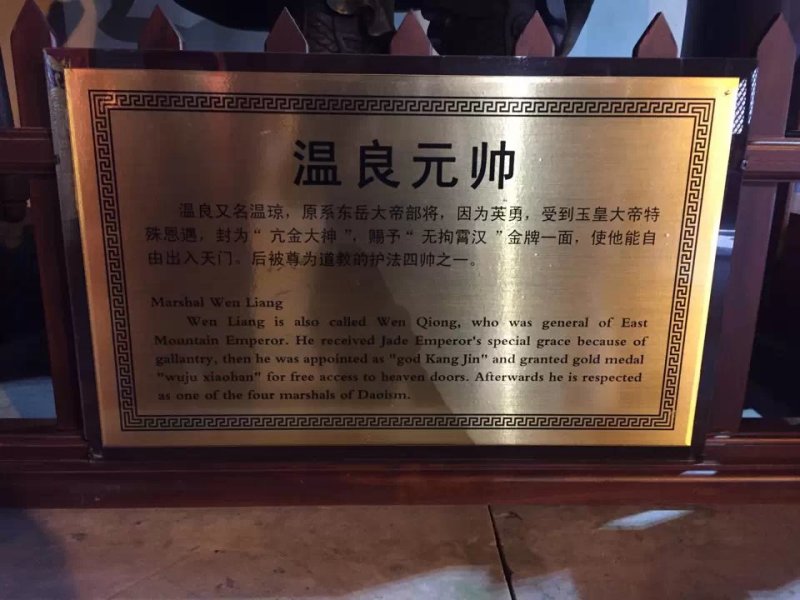 温良元帅
温良又名温琼，原系东岳大帝部将，因为英勇，受到玉皇大帝特
殊恩遇，封为“亢金大神”，赐予“无拘霄汉”金牌一面，使他能自
由出入天门。后被尊为道教的护法四帅之一。
Marshal Wen Liang
Wen Liang is also called Wen Qiong, who was general of East
Mountain Emperor. He received Jade Emperor's special grace because of
gallantry, then he was appointed as "god Kang Jin" and granted gold medal
"wuju xiaohan" for free access to heaven doors. Afterwards he is respected
as one of the four marshals of Daoism.